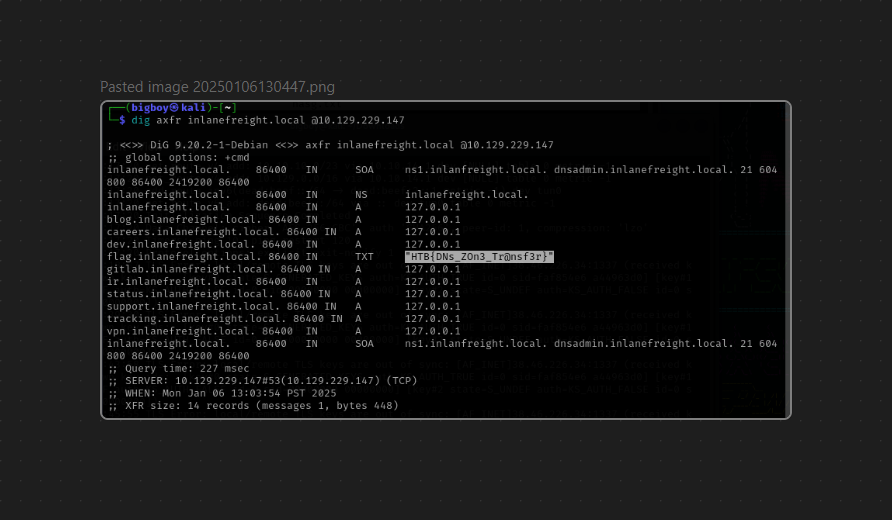 Pasted image 20250106130447.png
┌──(bigboy㉿kali)-[~]
└─$ dig axfr inlanefreight.local @10.129.229.147
; <<>> DiG 9.20.2-1-Debian <<>> axfr inlanefreight.local @10.129.229.147
;; global options: +cmd
inlanefreight.local. 86400 IN SOA ns1.inlanfreight.local. dnsadmin.inlanefreight.local. 21 604
800 86400 2419200 86400
inlanefreight.local. 86400 IN NS inlanefreight.local.
inlanefreight.local. 86400 IN A 127.0.0.1
blog.inlanefreight.local. 86400 IN A 127.0.0.1
careers.inlanefreight.local. 86400 IN A 127.0.0.1
dev.inlanefreight.local. 86400 IN A 127.0.0.1
flag.inlanefreight.local. 86400 IN TXT "HTB{DNs_ZOn3_Tr@nsf3r}"
gitlab.inlanefreight.local. 86400 IN A 127.0.0.1
ir.inlanefreight.local. 86400 IN A 127.0.0.1
status.inlanefreight.local. 86400 IN A 127.0.0.1
support.inlanefreight.local. 86400 IN A 127.0.0.1
tracking.inlanefreight.local. 86400 IN A 127.0.0.1
vpn.inlanefreight.local. 86400 IN A 127.0.0.1
inlanefreight.local. 86400 IN SOA ns1.inlanfreight.local. dnsadmin.inlanefreight.local. 21 604
800 86400 2419200 86400
;; Query time: 227 msec
;; SERVER: 10.129.229.147#53(10.129.229.147) (TCP)
;; WHEN: Mon Jan 06 13:03:54 PST 2025
;; XFR size: 14 records (messages 1, bytes 448)